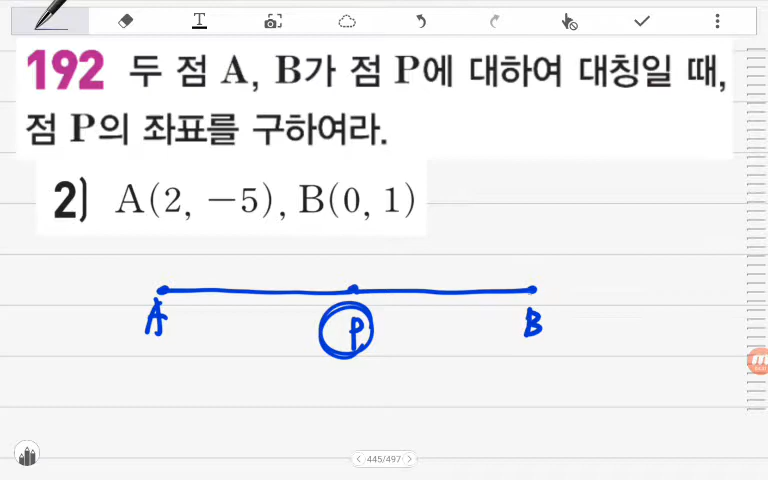 T
192 두 점 A, B가 점 P에 대하여 대칭일 때,
점 P의 좌표를 구하여라.
2) A(2, −5), B(0, 1)
A P B
445/497